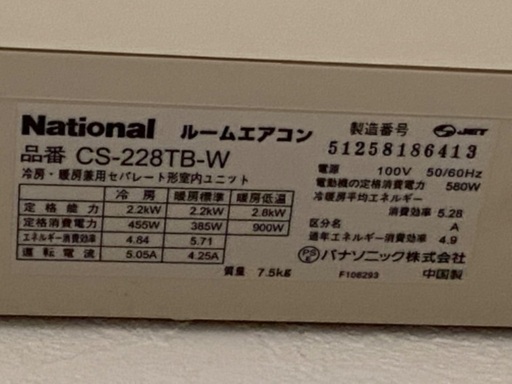 National ルームエアコン
品番 CS-228TB-W
冷房・暖房兼用セパレート形室内ユニット
冷房 暖房標準 暖房低温
定格能力 2.2kW 2.2kW 2.8kW
定格消費電力 455W 385W 900W
エネルギー消費効率 4.84 5.71
運転電流 5.05A 4.25A
質量 7.5kg
製造番号 JET
51258186413
電源 100V 50/60Hz
電動機の定格消費電力 580W
冷暖房平均エネルギー
消費効率 5.28
区分名 A
通年エネルギー消費効率 4.9
PSE パナソニック株式会社
F106293 中国製